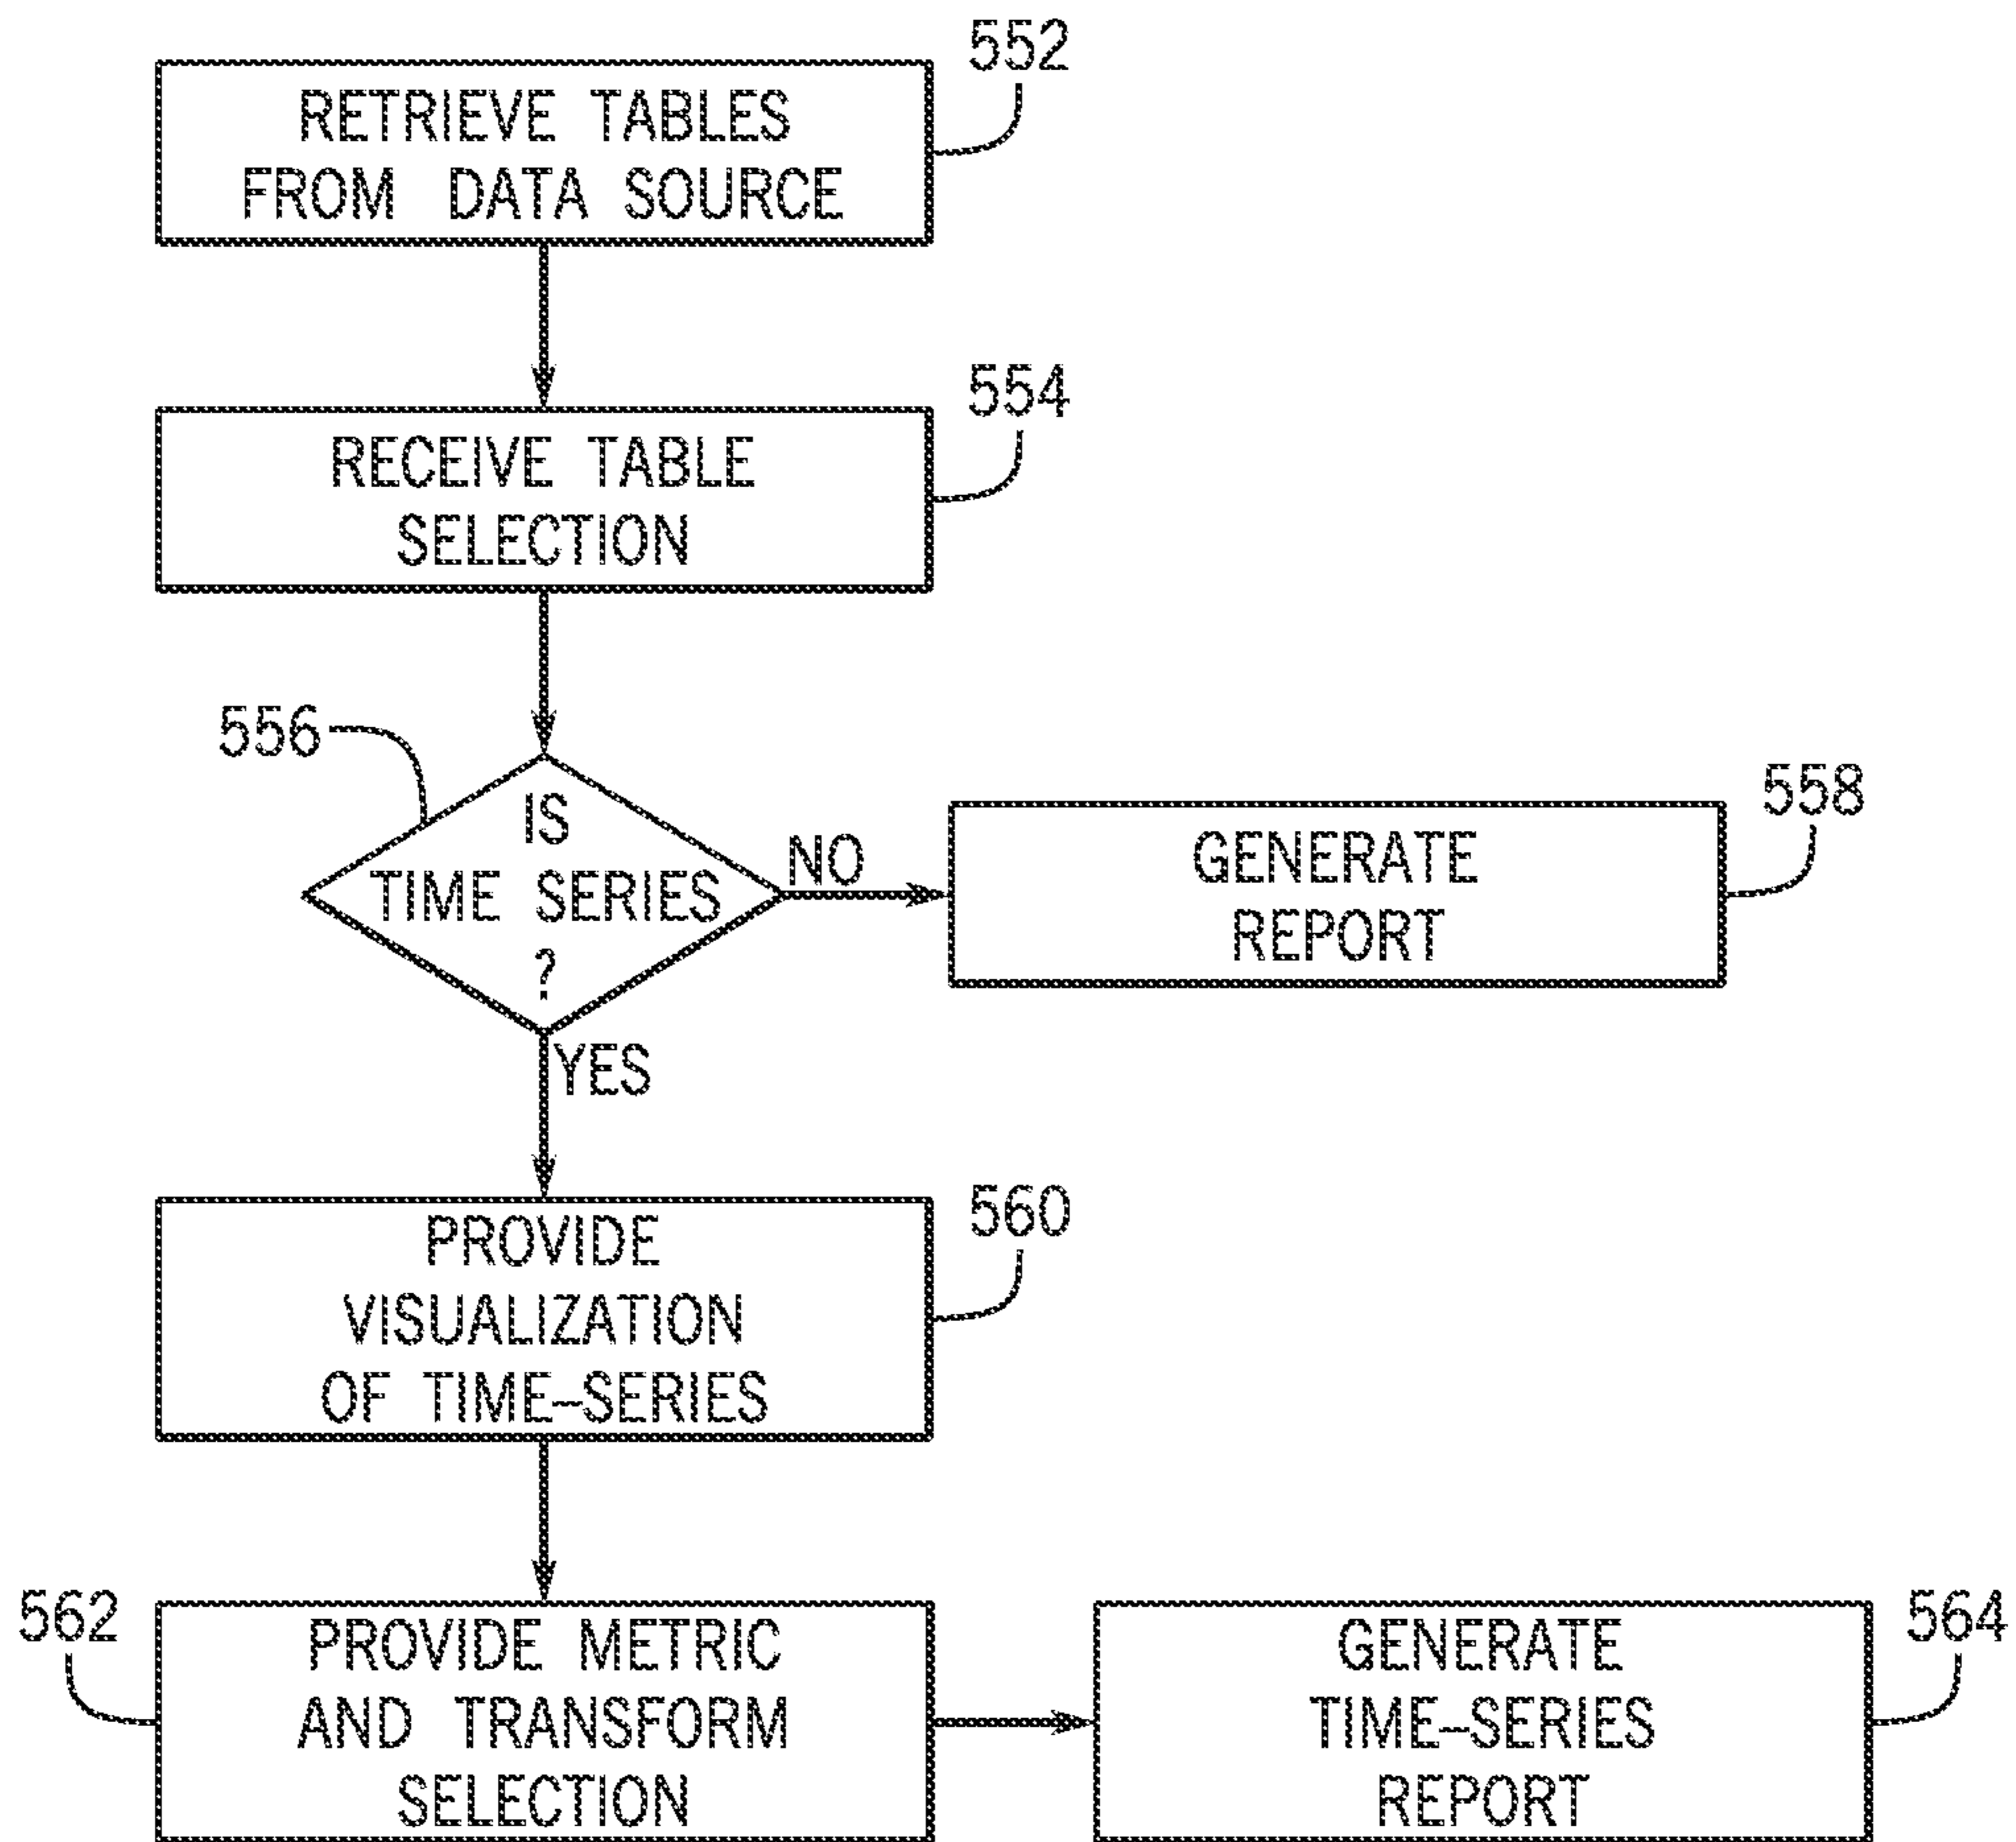 552
RETRIEVE TABLES
FROM DATA SOURCE
554
RECEIVE TABLE
SELECTION
556
IS
TIME SERIES
?
NO
558
GENERATE
REPORT
YES
560
PROVIDE
VISUALIZATION
OF TIME-SERIES
562
PROVIDE METRIC
AND TRANSFORM
SELECTION
564
GENERATE
TIME-SERIES
REPORT